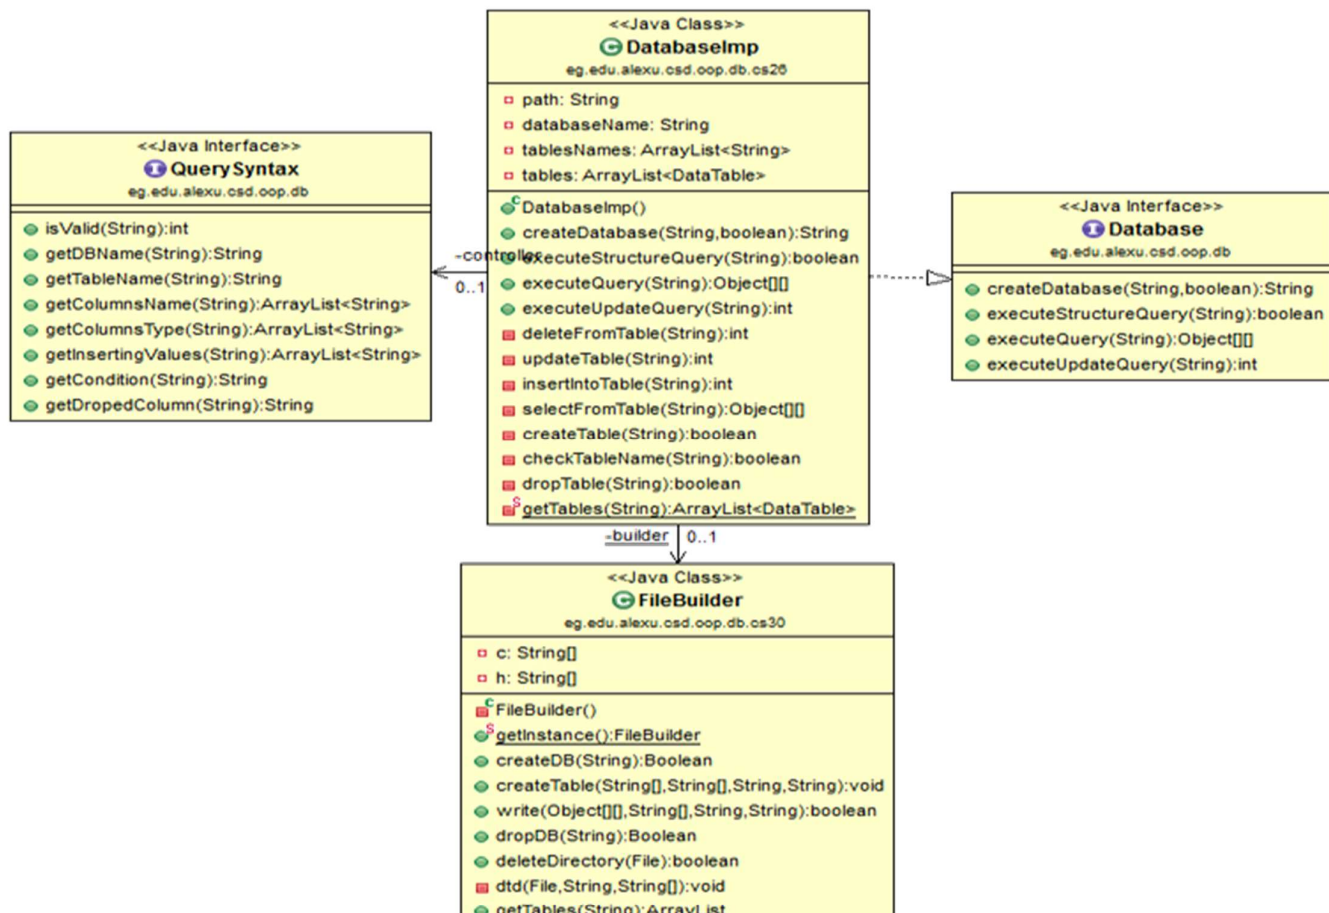 <<Java Class>>
DatabaseImp
eg.edu.alexu.csd.oop.db.cs26
path: String
databaseName: String
tablesNames: ArrayList<String>
tables: ArrayList<DataTable>
DatabaseImp()
createDatabase(String,boolean):String
executeStructureQuery(String):boolean
executeQuery(String):Object[][]
executeUpdateQuery(String):int
deleteFromTable(String):int
updateTable(String):int
insertIntoTable(String):int
selectFromTable(String):Object[][]
createTable(String):boolean
checkTableName(String):boolean
dropTable(String):boolean
getTables(String):ArrayList<DataTable>
<<Java Interface>>
QuerySyntax
eg.edu.alexu.csd.oop.db
isValid(String):int
getDBName(String):String
getTableName(String):String
getColumnsName(String):ArrayList<String>
getColumnsType(String):ArrayList<String>
getInsertingValues(String):ArrayList<String>
getCondition(String):String
getDropedColumn(String):String
-controller
0..1
<<Java Interface>>
Database
eg.edu.alexu.csd.oop.db
createDatabase(String,boolean):String
executeStructureQuery(String):boolean
executeQuery(String):Object[][]
executeUpdateQuery(String):int
-builder 0..1
<<Java Class>>
FileBuilder
eg.edu.alexu.csd.oop.db.cs30
c: String[]
h: String[]
FileBuilder()
getInstance():FileBuilder
createDB(String):Boolean
createTable(String[],String[],String,String):void
write(Object[][],String[],String,String):boolean
dropDB(String):Boolean
deleteDirectory(File):boolean
dtd(File,String,String[]):void
getTables(String):ArrayList